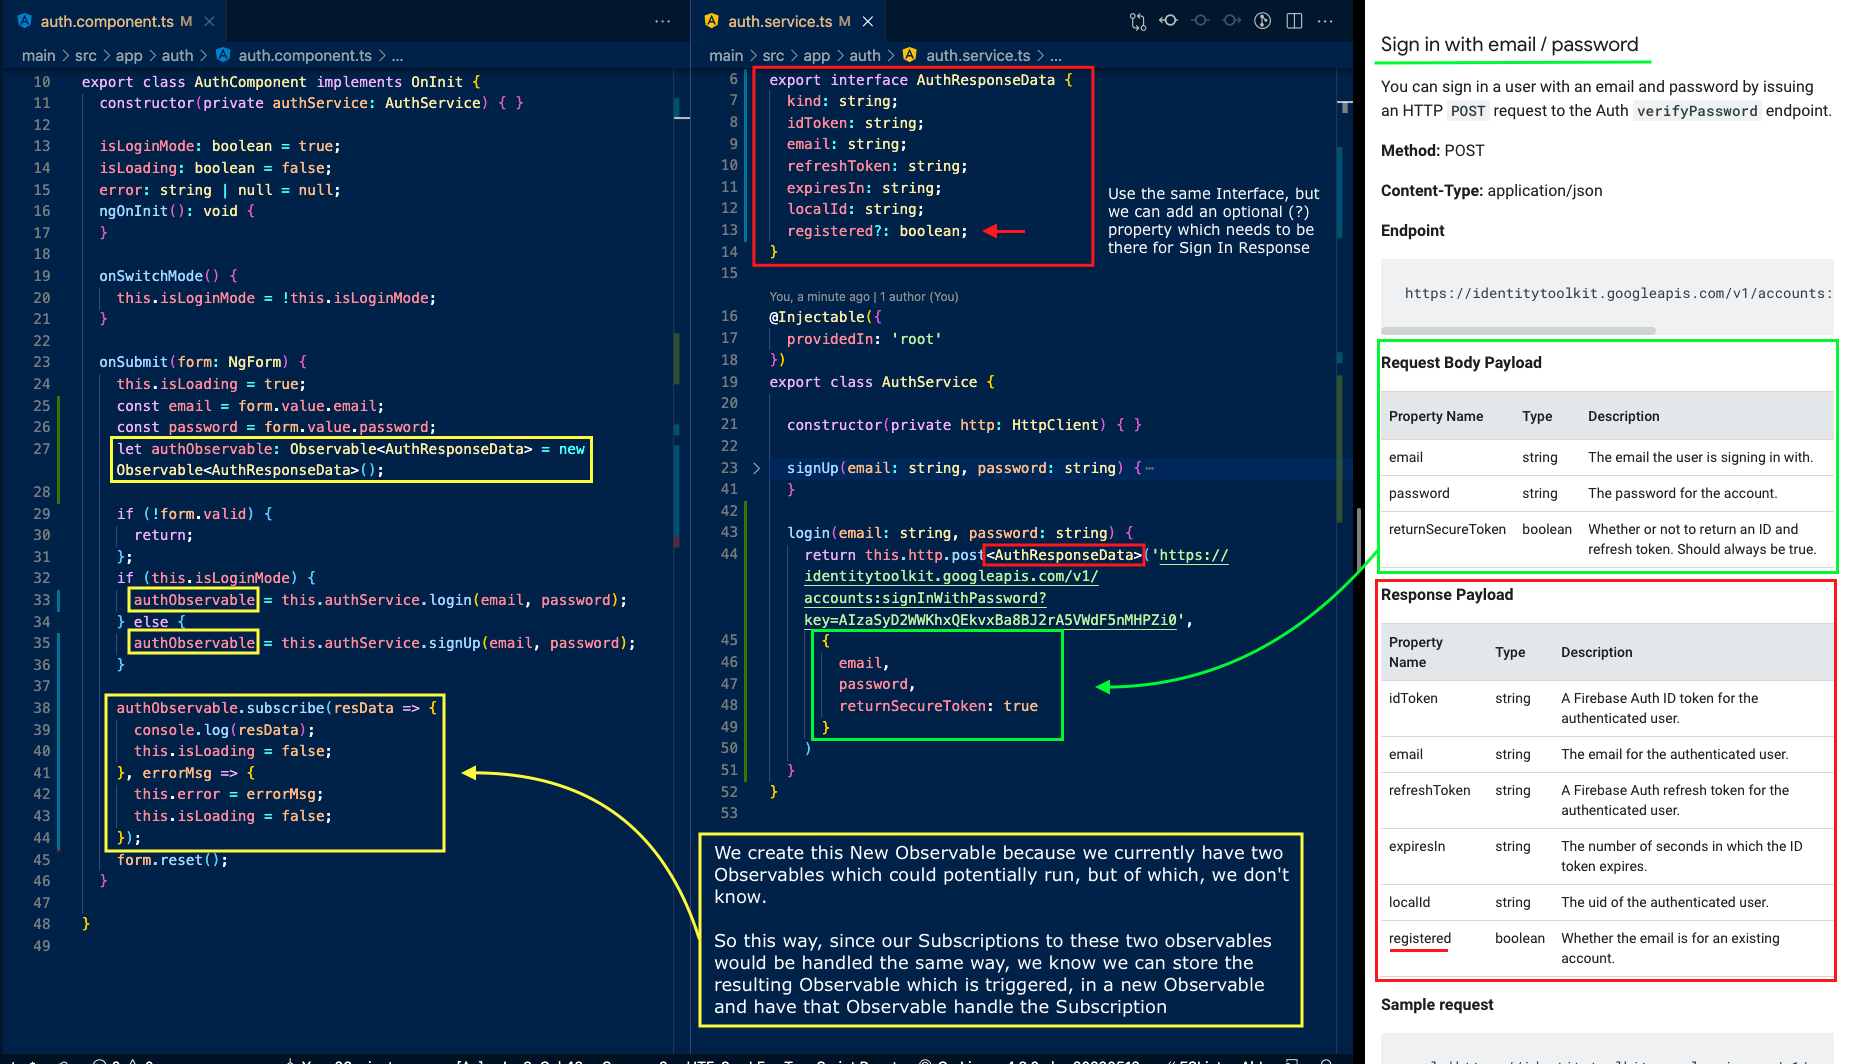 auth.component.ts M
main > src > app > auth > auth.component.ts > ...
10 export class AuthComponent implements OnInit {
11 constructor(private authService: AuthService) { }
12
13 isLoginMode: boolean = true;
14 isLoading: boolean = false;
15 error: string | null = null;
16 ngOnInit(): void {
17 }
18
19 onSwitchMode() {
20 this.isLoginMode = !this.isLoginMode;
21 }
22
23 onSubmit(form: NgForm) {
24 this.isLoading = true;
25 const email = form.value.email;
26 const password = form.value.password;
27 let authObservable: Observable<AuthResponseData> = new
Observable<AuthResponseData>();
28
29 if (!form.valid) {
30 return;
31 };
32 if (this.isLoginMode) {
33 authObservable = this.authService.login(email, password);
34 } else {
35 authObservable = this.authService.signUp(email, password);
36 }
37
38 authObservable.subscribe(resData => {
39 console.log(resData);
40 this.isLoading = false;
41 }, errorMsg => {
42 this.error = errorMsg;
43 this.isLoading = false;
44 });
45 form.reset();
46 }
47
48 }
49
auth.service.ts M
main > src > app > auth > auth.service.ts > ...
6 export interface AuthResponseData {
7 kind: string;
8 idToken: string;
9 email: string;
10 refreshToken: string;
11 expiresIn: string;
12 localId: string;
13 registered?: boolean;
14 }
15
Use the same Interface, but
we can add an optional (?)
property which needs to be
there for Sign In Response
You, a minute ago | 1 author (You)
16 @Injectable({
17 providedIn: 'root'
18 })
19 export class AuthService {
20
21 constructor(private http: HttpClient) { }
22
23 signUp(email: string, password: string) {…
41 }
42
43 login(email: string, password: string) {
44 return this.http.post<AuthResponseData>('https://
identitytoolkit.googleapis.com/v1/
accounts:signInWithPassword?
key=AIzaSyD2WWKhxQEkvxBa8BJ2rA5VWdF5nMHPZi0',
45 {
46 email,
47 password,
48 returnSecureToken: true
49 }
50 )
51 }
52 }
53
We create this New Observable because we currently have two
Observables which could potentially run, but of which, we don't
know.
So this way, since our Subscriptions to these two observables
would be handled the same way, we know we can store the
resulting Observable which is triggered, in a new Observable
and have that Observable handle the Subscription
Sign in with email / password
You can sign in a user with an email and password by issuing
an HTTP POST request to the Auth verifyPassword endpoint.
Method: POST
Content-Type: application/json
Endpoint
https://identitytoolkit.googleapis.com/v1/accounts:
Request Body Payload
Property Name Type Description
email string The email the user is signing in with.
password string The password for the account.
returnSecureToken boolean Whether or not to return an ID and
refresh token. Should always be true.
Response Payload
Property
Name Type Description
idToken string A Firebase Auth ID token for the
authenticated user.
email string The email for the authenticated user.
refreshToken string A Firebase Auth refresh token for the
authenticated user.
expiresIn string The number of seconds in which the ID
token expires.
localId string The uid of the authenticated user.
registered boolean Whether the email is for an existing
account.
Sample request